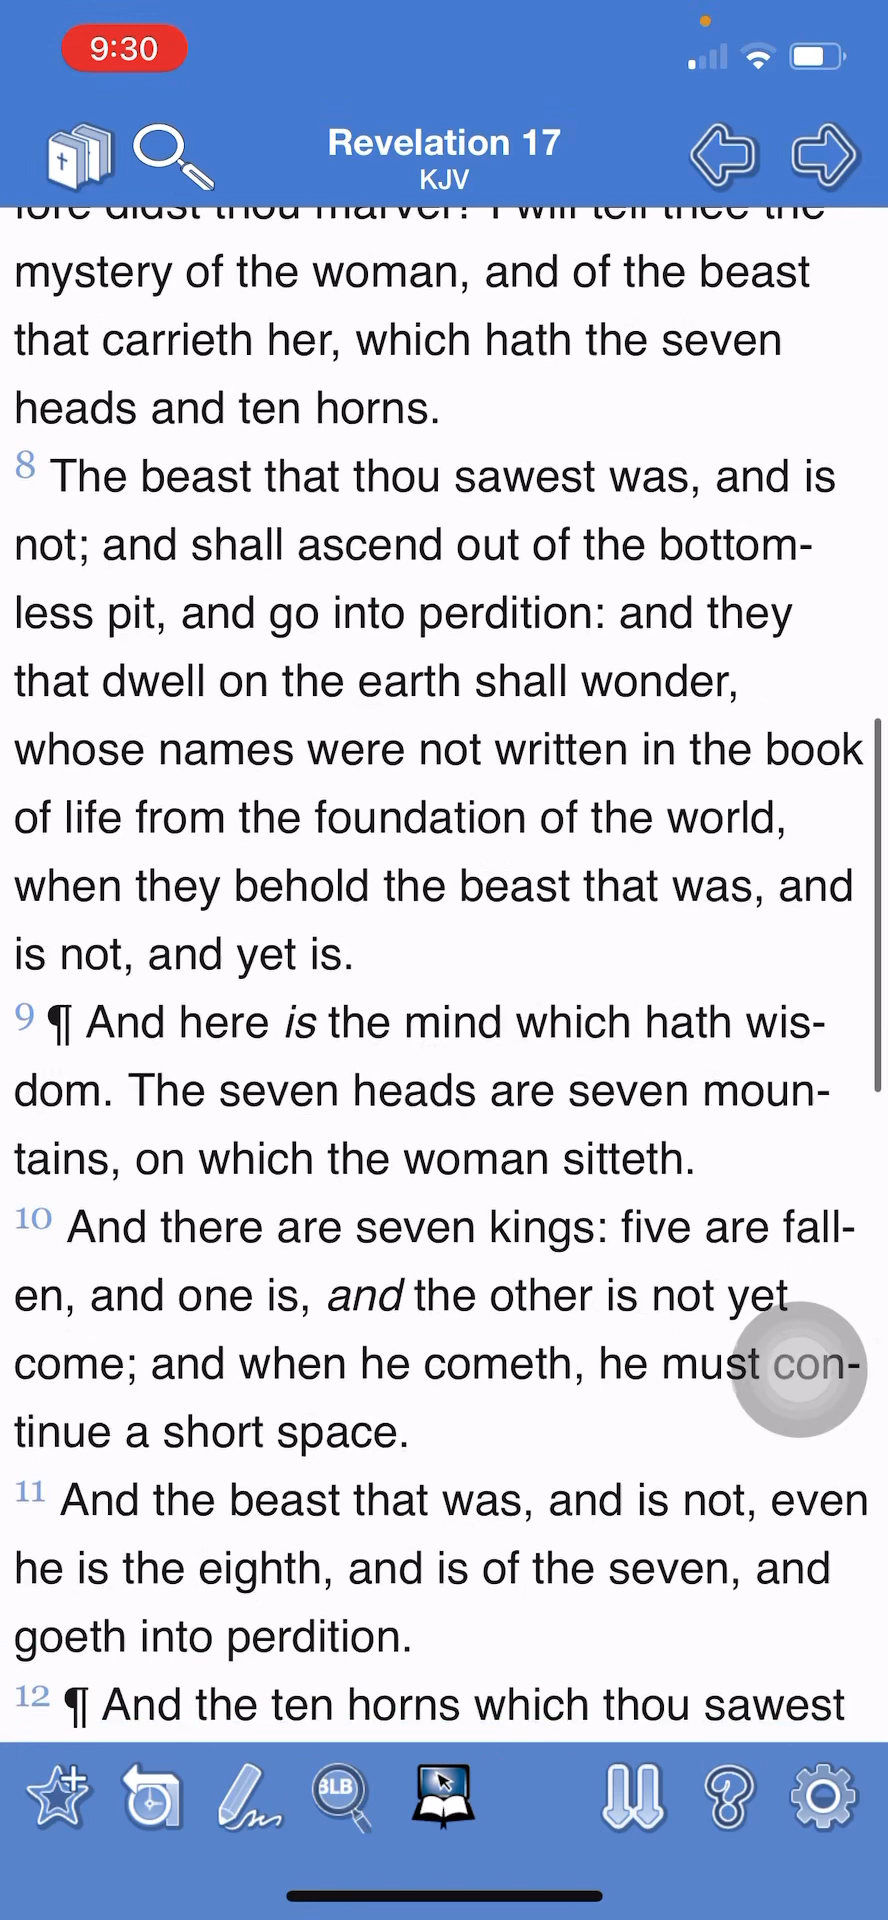 9:30
Revelation 17
KJV
fore didst thou marvel? I will tell thee the
mystery of the woman, and of the beast
that carrieth her, which hath the seven
heads and ten horns.
8 The beast that thou sawest was, and is
not; and shall ascend out of the bottom-
less pit, and go into perdition: and they
that dwell on the earth shall wonder,
whose names were not written in the book
of life from the foundation of the world,
when they behold the beast that was, and
is not, and yet is.
9 ¶ And here is the mind which hath wis-
dom. The seven heads are seven moun-
tains, on which the woman sitteth.
10 And there are seven kings: five are fall-
en, and one is, and the other is not yet
come; and when he cometh, he must con-
tinue a short space.
11 And the beast that was, and is not, even
he is the eighth, and is of the seven, and
goeth into perdition.
12 ¶ And the ten horns which thou sawest
BLB